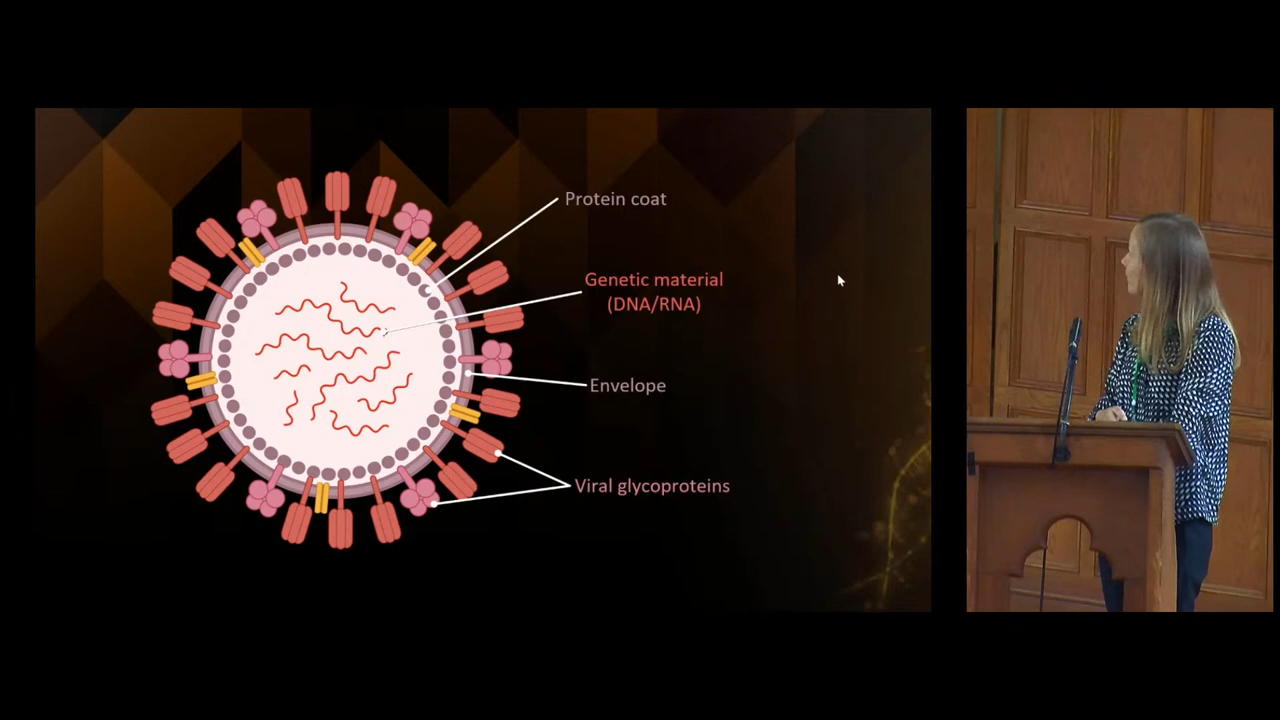 Protein coat
Genetic material
(DNA/RNA)
Envelope
Viral glycoproteins